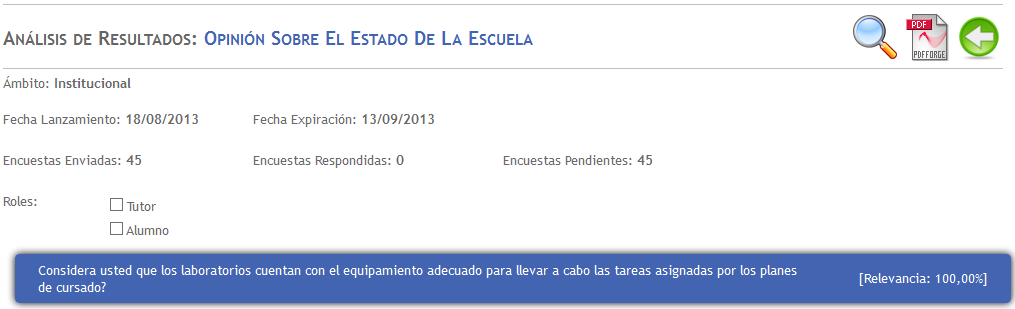 Análisis de Resultados: Opinión Sobre El Estado De La Escuela
PDF
PDFFORGE
Ámbito: Institucional
Fecha Lanzamiento: 18/08/2013 Fecha Expiración: 13/09/2013
Encuestas Enviadas: 45 Encuestas Respondidas: 0 Encuestas Pendientes: 45
Roles:
Tutor
Alumno
Considera usted que los laboratorios cuentan con el equipamiento adecuado para llevar a cabo las tareas asignadas por los planes
de cursado?
[Relevancia: 100,00%]